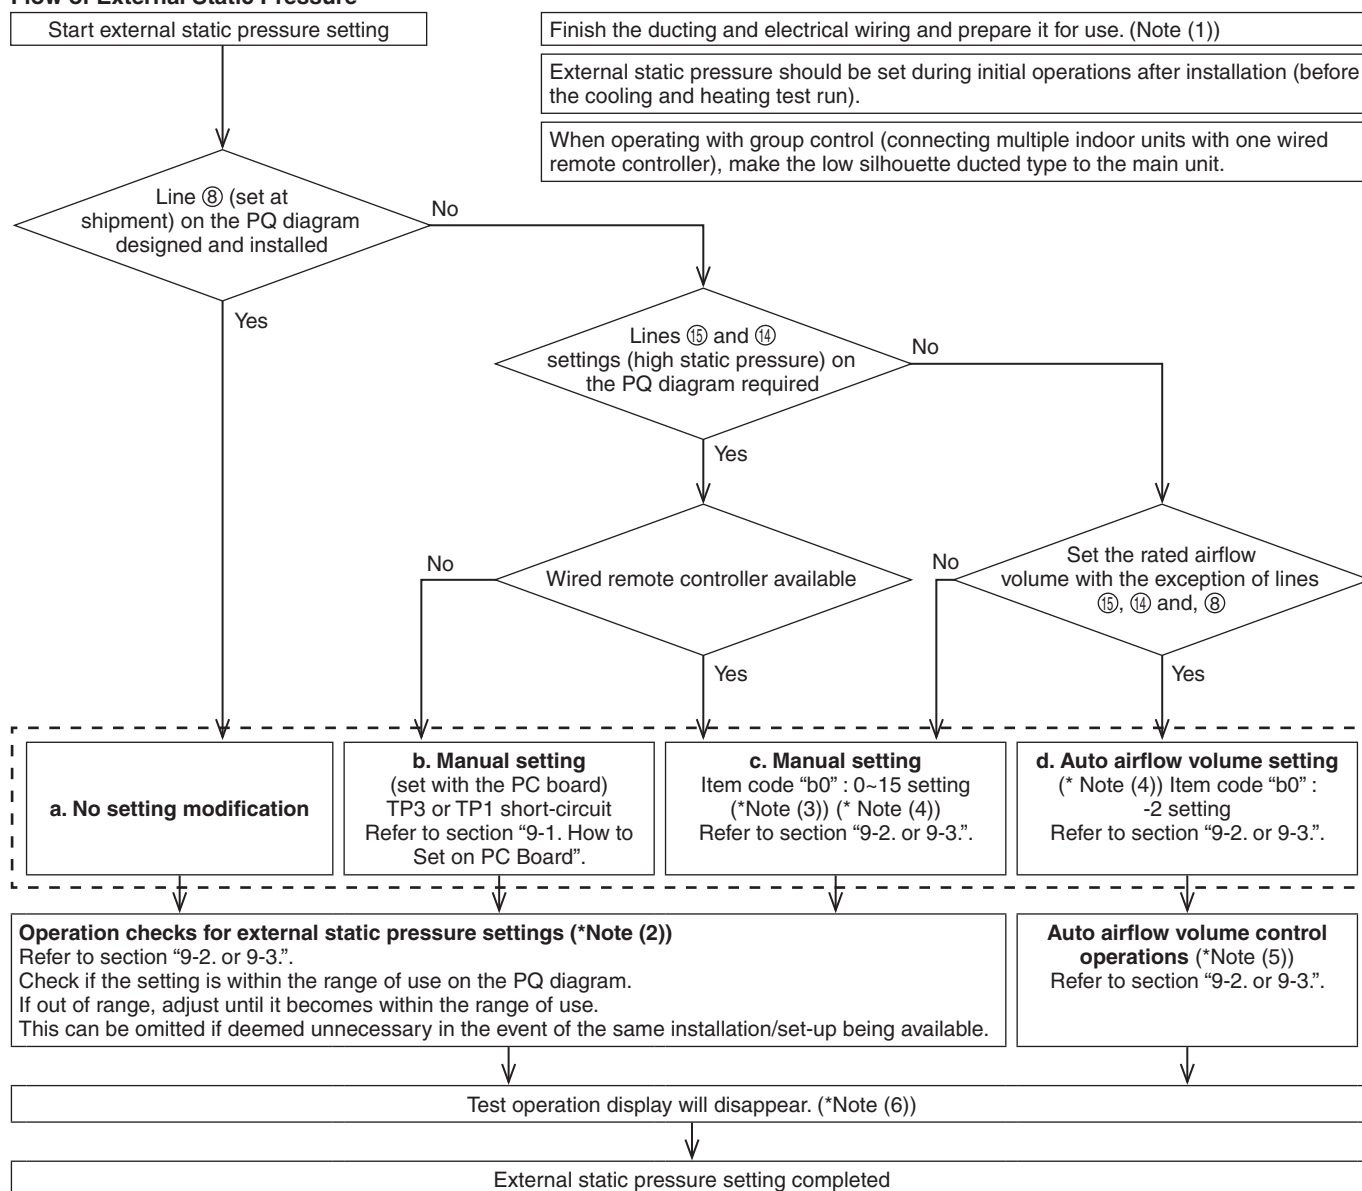 Flow of External Static Pressure
Start external static pressure setting
Finish the ducting and electrical wiring and prepare it for use. (Note (1))
External static pressure should be set during initial operations after installation (before
the cooling and heating test run).
When operating with group control (connecting multiple indoor units with one wired
remote controller), make the low silhouette ducted type to the main unit.
Line ⑧ (set at
shipment) on the PQ diagram
designed and installed
No
Yes
Lines ⑮ and ⑭
settings (high static pressure) on
the PQ diagram required
No
Yes
Wired remote controller available
No
Yes
Set the rated airflow
volume with the exception of lines
⑮, ⑭ and, ⑧
No
Yes
a. No setting modification
b. Manual setting
(set with the PC board)
TP3 or TP1 short-circuit
Refer to section “9-1. How to
Set on PC Board”.
c. Manual setting
Item code “b0” : 0~15 setting
(*Note (3)) (* Note (4))
Refer to section “9-2. or 9-3.”.
d. Auto airflow volume setting
(* Note (4)) Item code “b0” :
-2 setting
Refer to section “9-2. or 9-3.”.
Operation checks for external static pressure settings (*Note (2))
Refer to section “9-2. or 9-3.”.
Check if the setting is within the range of use on the PQ diagram.
If out of range, adjust until it becomes within the range of use.
This can be omitted if deemed unnecessary in the event of the same installation/set-up being available.
Auto airflow volume control
operations (*Note (5))
Refer to section “9-2. or 9-3.”.
Test operation display will disappear. (*Note (6))
External static pressure setting completed